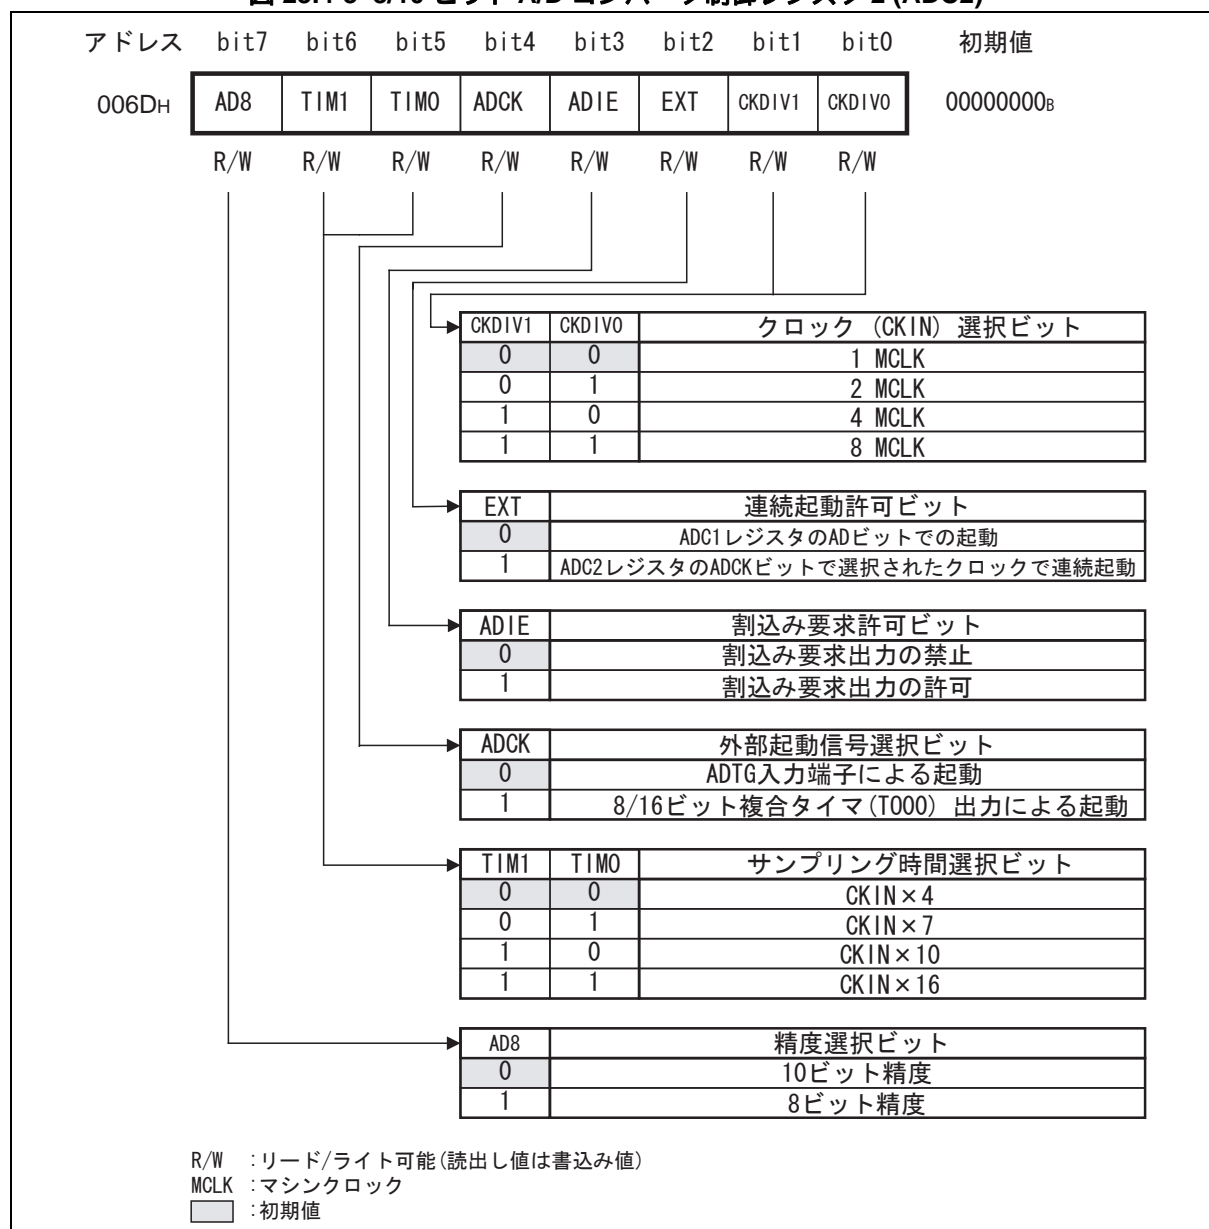 アドレス bit7 bit6 bit5 bit4 bit3 bit2 bit1 bit0 初期値
006DH AD8 TIM1 TIM0 ADCK ADIE EXT CKDIV1 CKDIV0 00000000B
R/W R/W R/W R/W R/W R/W R/W R/W
CKDIV1 CKDIV0 クロック (CKIN) 選択ビット
0 0 1 MCLK
0 1 2 MCLK
1 0 4 MCLK
1 1 8 MCLK
EXT 連続起動許可ビット
0 ADC1レジスタのADビットでの起動
1 ADC2レジスタのADCKビットで選択されたクロックで連続起動
ADIE 割込み要求許可ビット
0 割込み要求出力の禁止
1 割込み要求出力の許可
ADCK 外部起動信号選択ビット
0 ADTG入力端子による起動
1 8/16ビット複合タイマ(TO00) 出力による起動
TIM1 TIM0 サンプリング時間選択ビット
0 0 CKIN×4
0 1 CKIN×7
1 0 CKIN×10
1 1 CKIN×16
AD8 精度選択ビット
0 10ビット精度
1 8ビット精度
R/W :リード/ライト可能(読出し値は書込み値)
MCLK :マシンクロック
:初期値